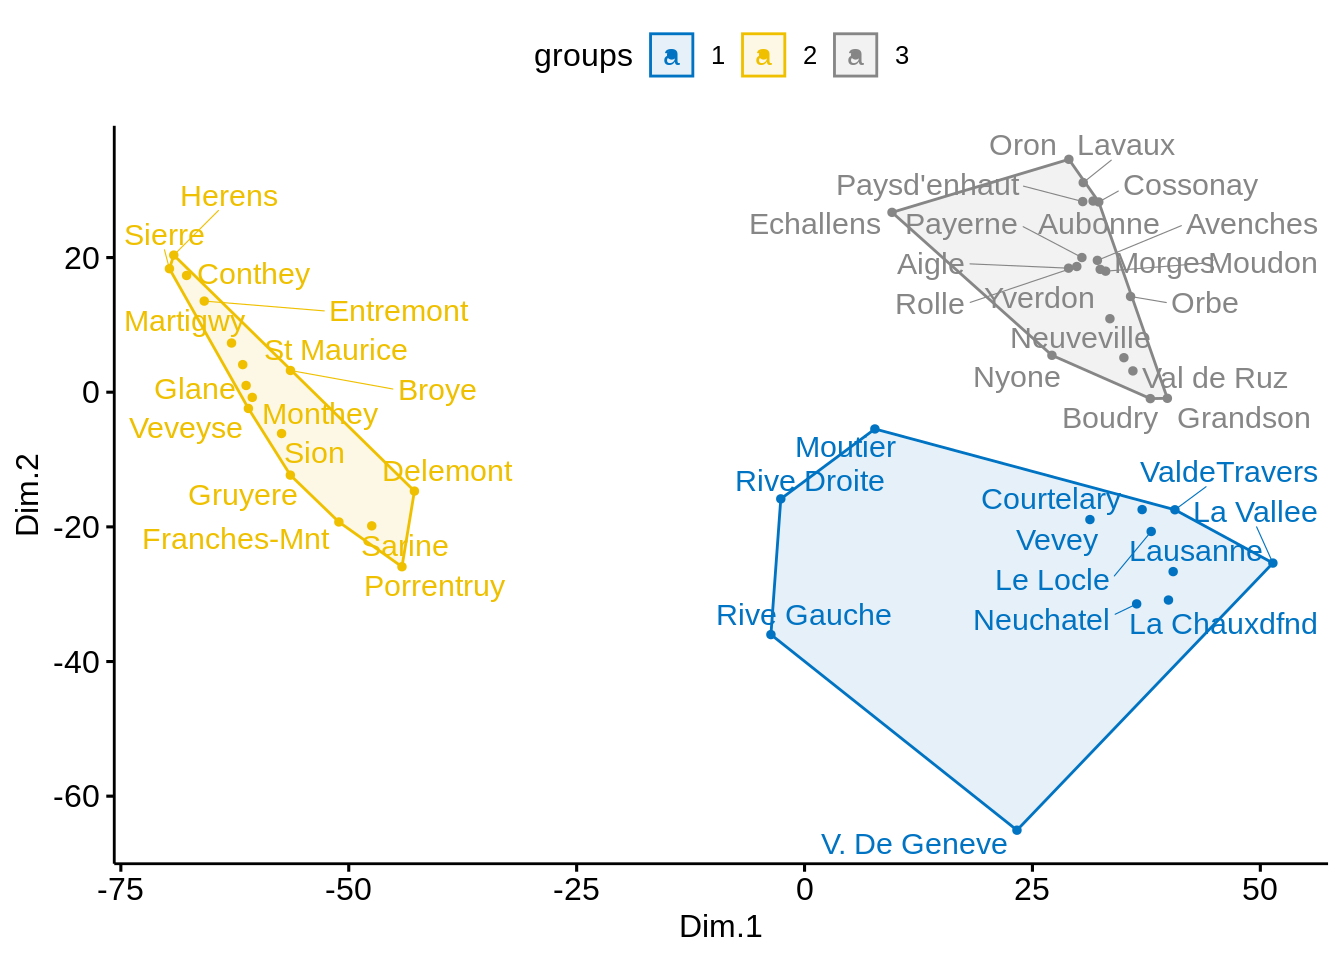 groups a 1 a 2 a 3
Oron Lavaux
Paysd'enhaut Cossonay
Herens
Echallens Payerne Aubonne Avenches
Sierre
20
Conthey
Aigle Morges Moudon
Entremont
Rolle Yverdon Orbe
Martigwy
St Maurice
Neuveville
0
Glane Broye
Nyone Val de Ruz
Monthey
Boudry Grandson
Veveyse
Sion
Moutier
Delemont
Rive Droite ValdeTravers
Gruyere
Courtelary La Vallee
-20
Franches-Mnt Sarine
Vevey Lausanne
Porrentruy
Le Locle
Rive Gauche Neuchatel La Chauxdfnd
-40
-60
V. De Geneve
-75 -50 -25 0 25 50
Dim.1
Dim.2